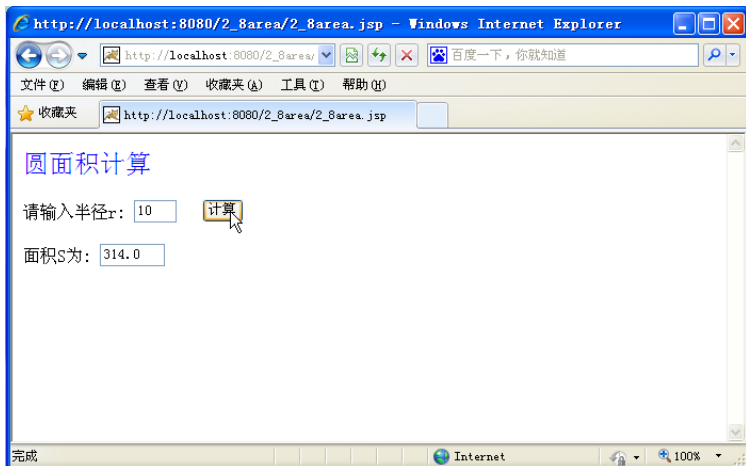 http://localhost:8080/2_8area/2_8area.jsp - Windows Internet Explorer
http://localhost:8080/2_8area/ 百度一下，你就知道
文件(F) 编辑(E) 查看(V) 收藏夹(A) 工具(T) 帮助(H)
收藏夹 http://localhost:8080/2_8area/2_8area.jsp
圆面积计算
请输入半径r: 10 计算
面积S为: 314.0
完成 Internet 100%